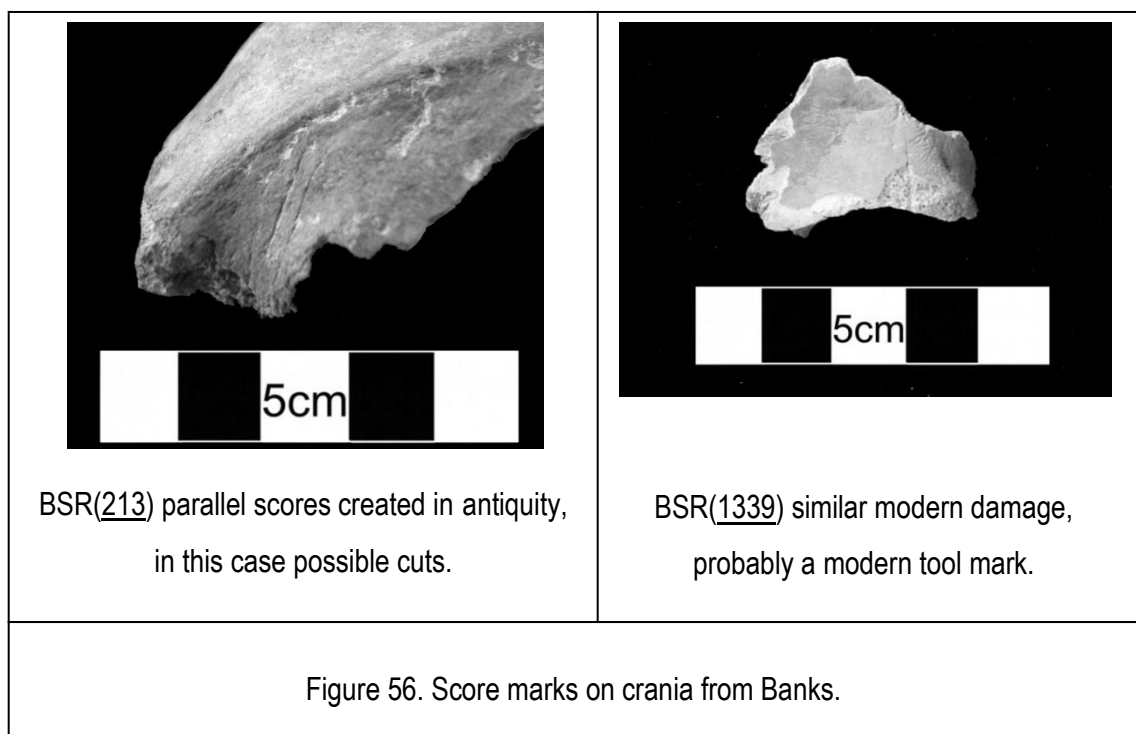 5cm
5cm
BSR(213) parallel scores created in antiquity,
in this case possible cuts.
BSR(1339) similar modern damage,
probably a modern tool mark.
Figure 56. Score marks on crania from Banks.